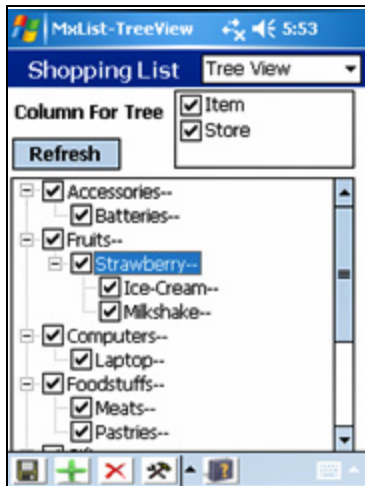 MxList-TreeView 5:53
Shopping List Tree View
Column For Tree
Item
Store
Refresh
Accessories--
Batteries--
Fruits--
Strawberry--
Ice-Cream--
Milkshake--
Computers--
Laptop--
Foodstuffs--
Meats--
Pastries--